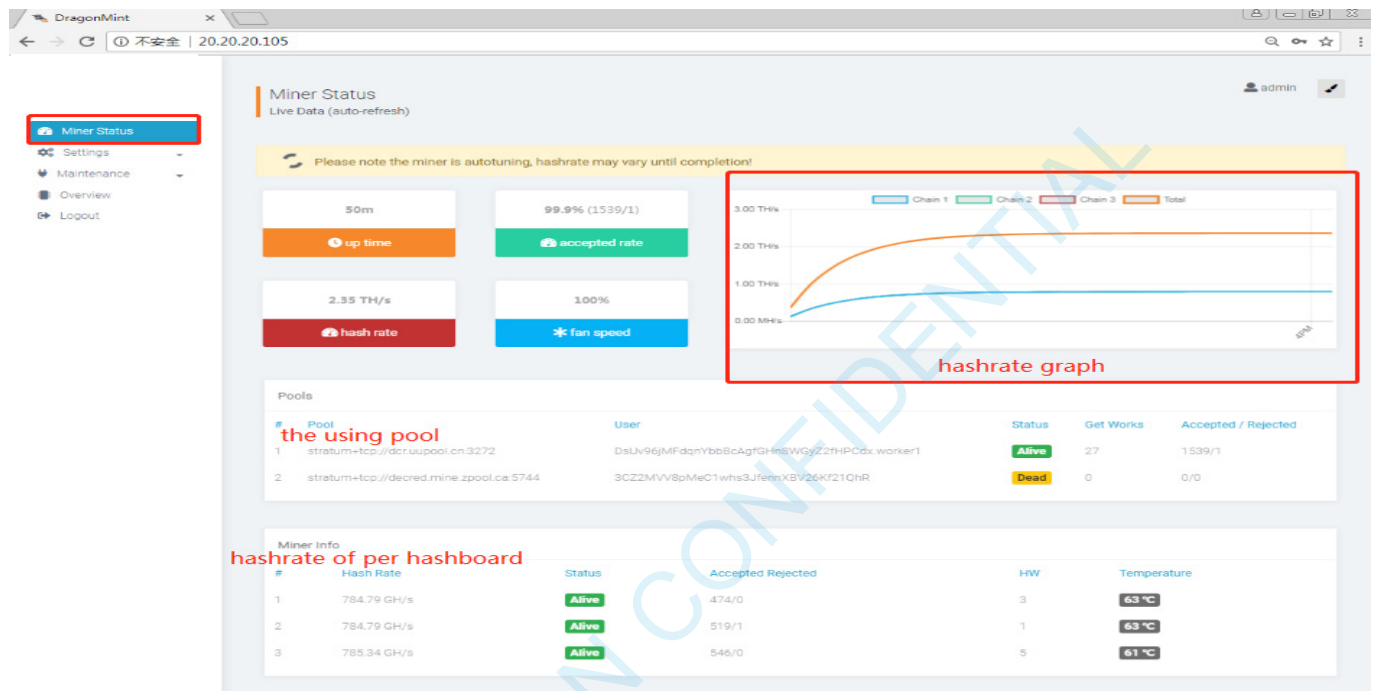 DragonMint
不安全 | 20.20.20.105
Miner Status
Live Data (auto-refresh)
admin
Miner Status
Settings
Maintenance
Overview
Logout
Please note the miner is autotuning, hashrate may vary until completion!
50m
up time
99.9% (1539/1)
accepted rate
2.35 TH/s
hash rate
100%
fan speed
Chain 1 Chain 2 Chain 3 Total
3.00 TH/s
2.00 TH/s
1.00 TH/s
0.00 MH/s
4PM
hashrate graph
Pools
# Pool User Status Get Works Accepted / Rejected
the using pool
1 stratum+tcp://dcr.uupool.cn:3272 Alive 27 1539/1
2 stratum+tcp://decred.mine.zpool.ca:5744 Dead 0 0/0
Miner Info
hashrate of per hashboard
# Hash Rate Status Accepted Rejected HW Temperature
1 784.79 GH/s Alive 474/0 3 63 °C
2 784.79 GH/s Alive 519/1 1 63 °C
3 785.34 GH/s Alive 546/0 5 61 °C
CONFIDENTIAL